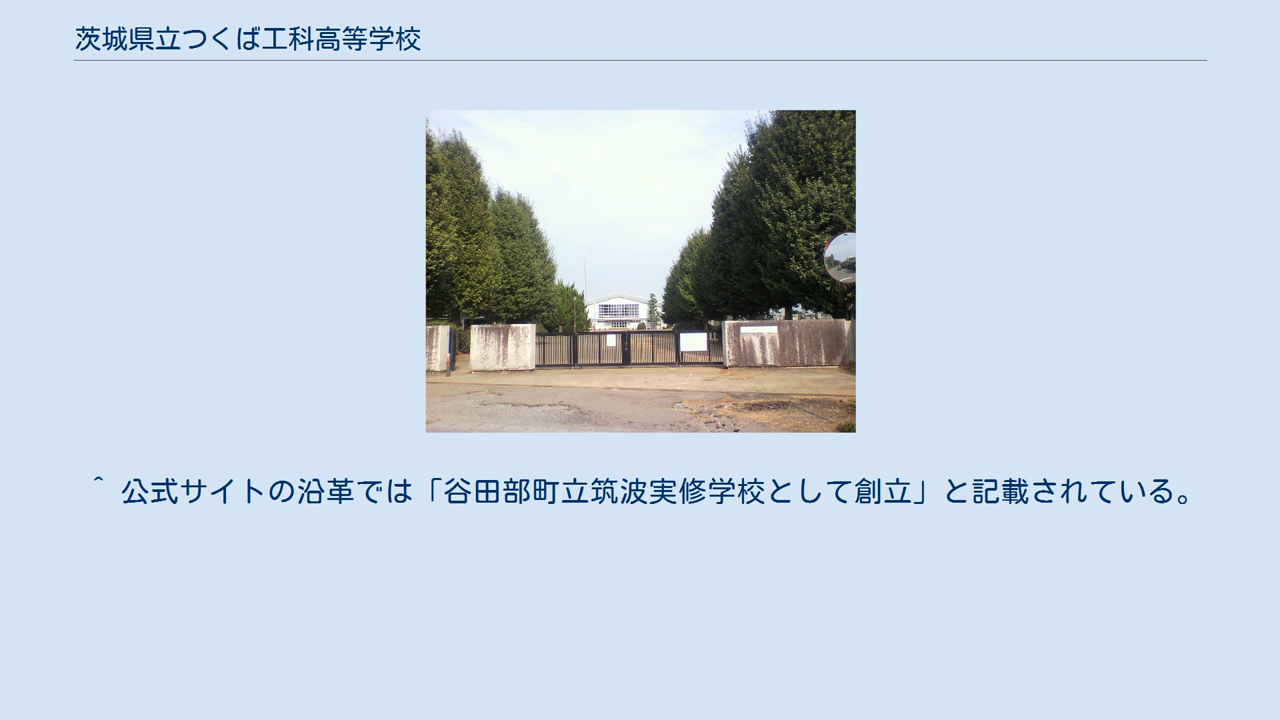 茨城県立つくば工科高等学校
^ 公式サイトの沿革では「谷田部町立筑波実修学校として創立」と記載されている。